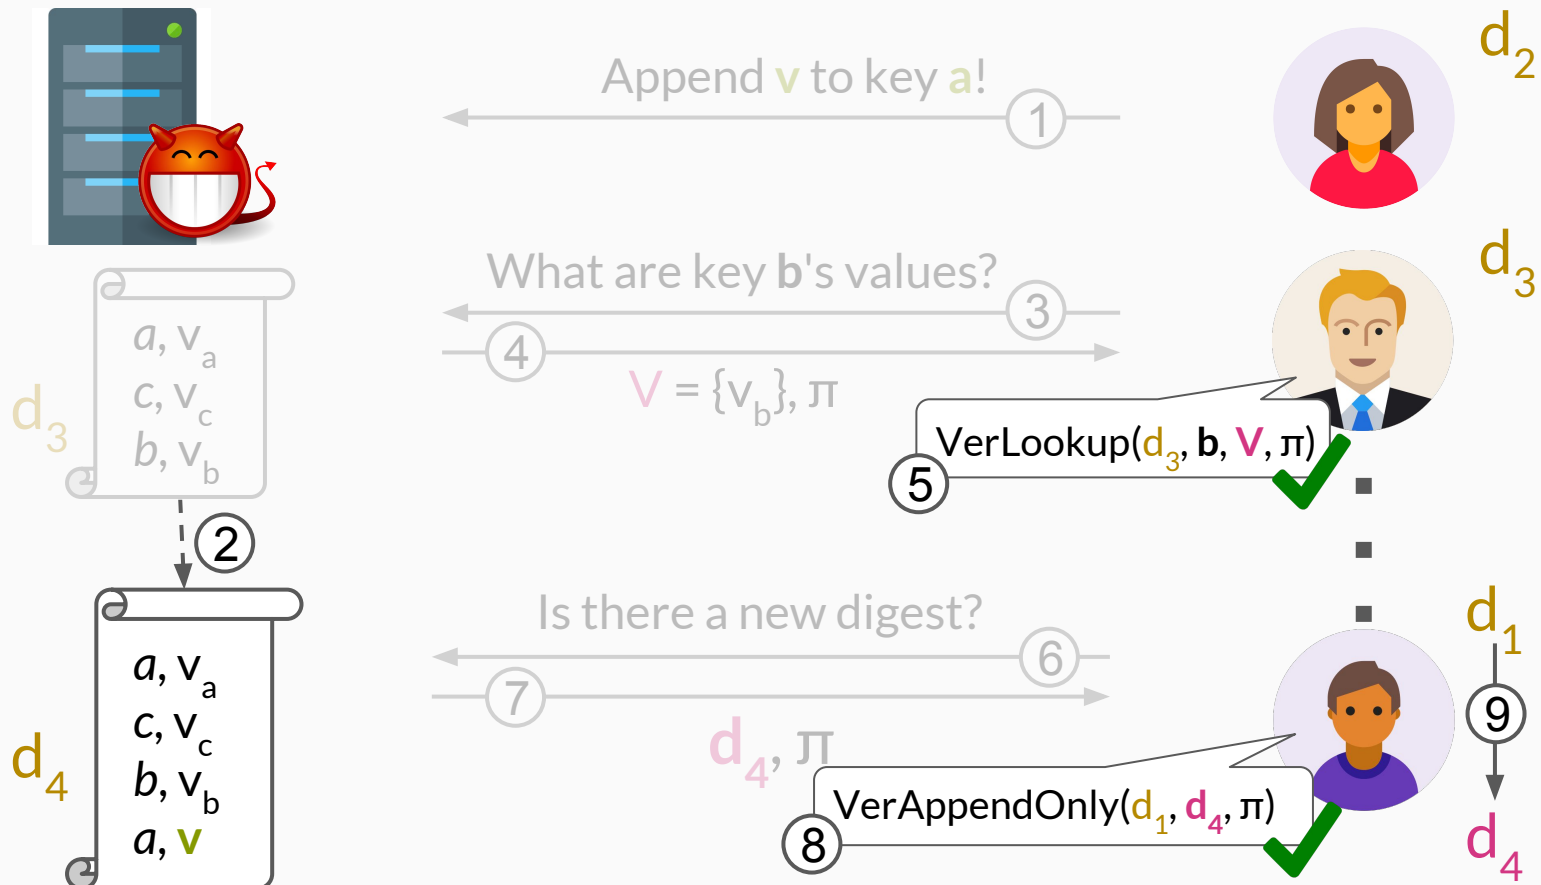 d2
Append v to key a!
1
d3
What are key b's values?
3
4
V = {vb}, π
a, va
c, vc
b, vb
d3
VerLookup(d3, b, V, π)
5
2
Is there a new digest?
6
7
d4, π
d1
9
d4
a, va
c, vc
b, vb
a, v
d4
VerAppendOnly(d1, d4, π)
8